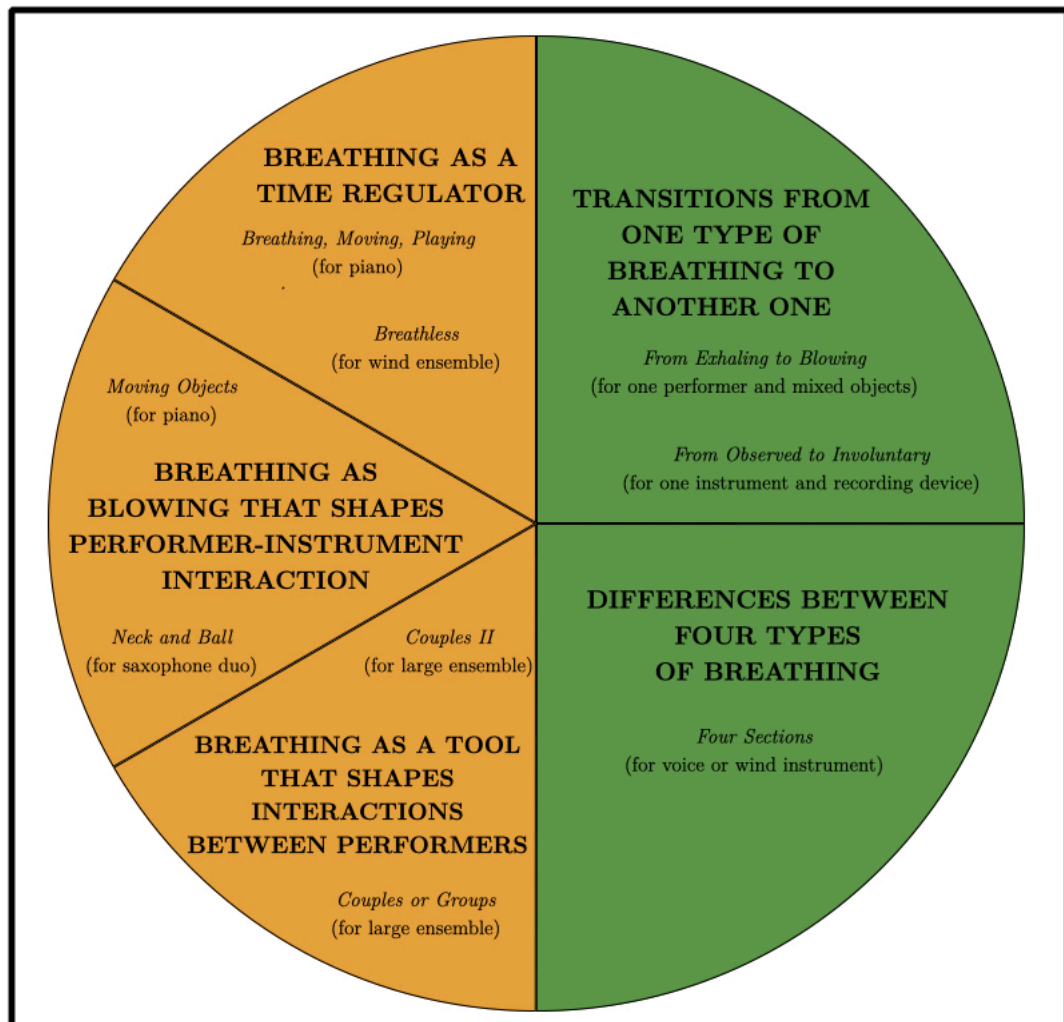 BREATHING AS A
TIME REGULATOR
Breathing, Moving, Playing
(for piano)
Breathless
(for wind ensemble)
Moving Objects
(for piano)
BREATHING AS
BLOWING THAT SHAPES
PERFORMER-INSTRUMENT
INTERACTION
Neck and Ball
(for saxophone duo)
Couples II
(for large ensemble)
BREATHING AS A TOOL
THAT SHAPES
INTERACTIONS
BETWEEN PERFORMERS
Couples or Groups
(for large ensemble)
TRANSITIONS FROM
ONE TYPE OF
BREATHING TO
ANOTHER ONE
From Exhaling to Blowing
(for one performer and mixed objects)
From Observed to Involuntary
(for one instrument and recording device)
DIFFERENCES BETWEEN
FOUR TYPES
OF BREATHING
Four Sections
(for voice or wind instrument)